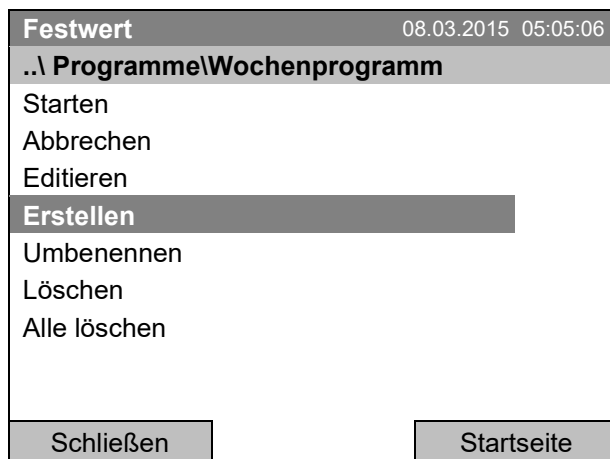 Festwert 08.03.2015 05:05:06
..\ Programme\Wochenprogramm
Starten
Abbrechen
Editieren
Erstellen
Umbenennen
Löschen
Alle löschen
Schließen Startseite